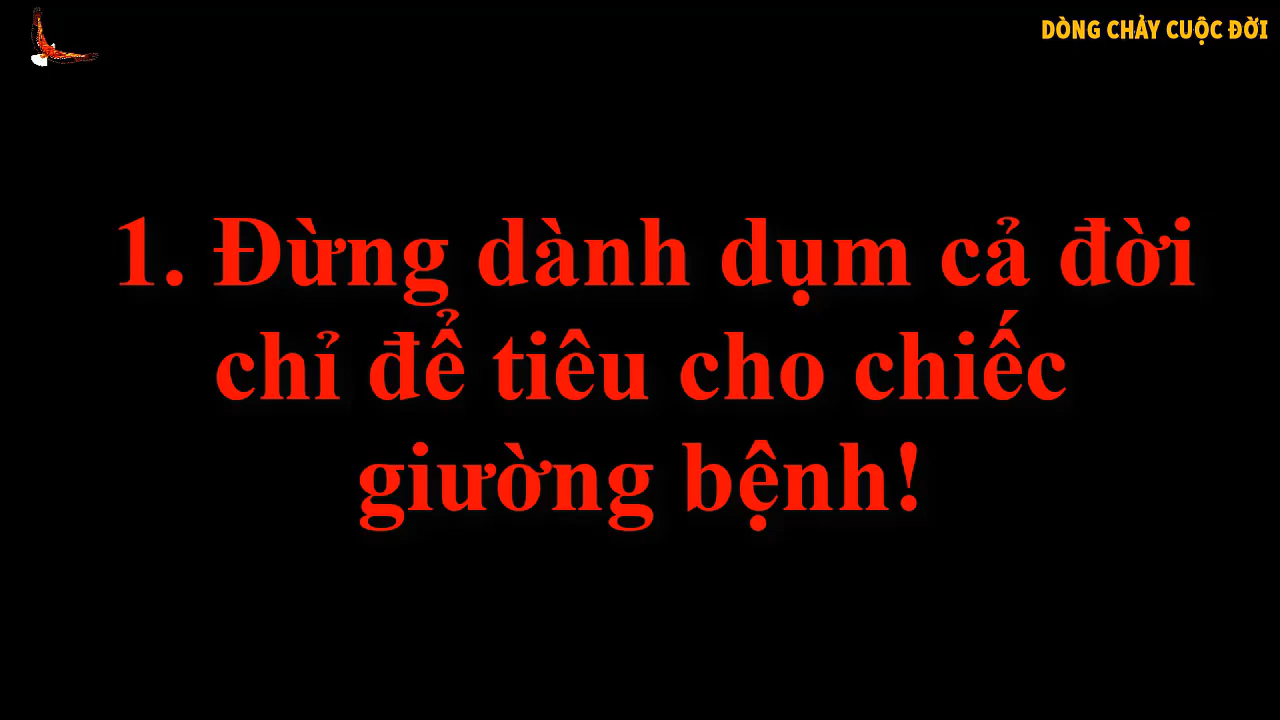 DÒNG CHẢY CUỘC ĐỜI
1. Đừng dành dụm cả đời
chỉ để tiêu cho chiếc
giường bệnh!